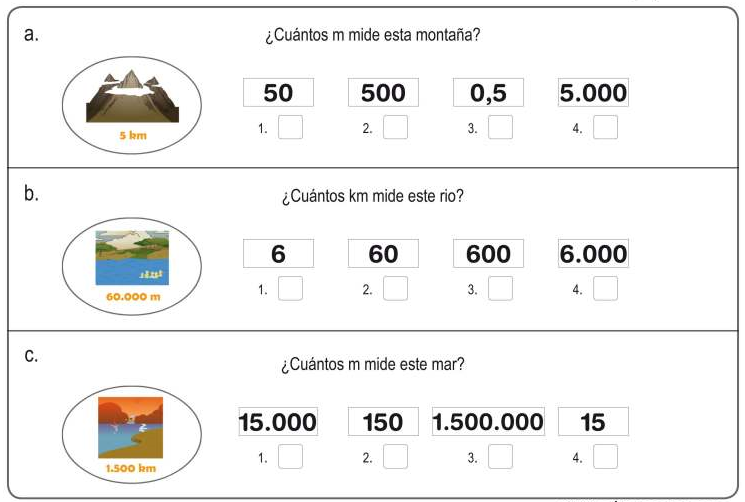 a.
¿Cuántos m mide esta montaña?
50 500 0,5 5.000
5 km
1. 2. 3. 4.
b.
¿Cuántos km mide este rio?
6 60 600 6.000
60.000 m
1. 2. 3. 4.
c.
¿Cuántos m mide este mar?
15.000 150 1.500.000 15
1.500 km
1. 2. 3. 4.